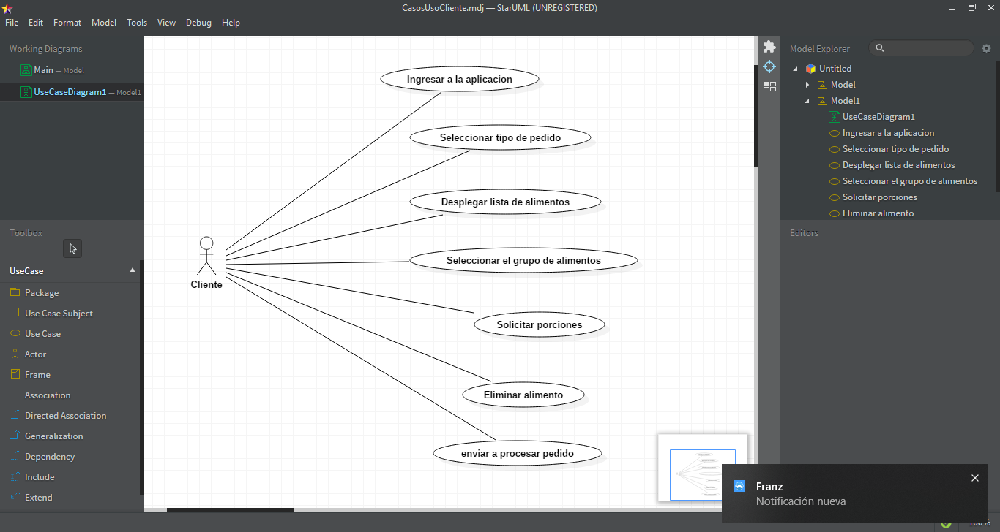 CasosUsoCliente.mdj — StarUML (UNREGISTERED)
File Edit Format Model Tools View Debug Help
Working Diagrams
Main — Model
UseCaseDiagram1 — Model1
Toolbox
UseCase
Package
Use Case Subject
Use Case
Actor
Frame
Association
Directed Association
Generalization
Dependency
Include
Extend
Ingresar a la aplicacion
Seleccionar tipo de pedido
Desplegar lista de alimentos
Seleccionar el grupo de alimentos
Cliente
Solicitar porciones
Eliminar alimento
enviar a procesar pedido
Model Explorer
Untitled
Model
Model1
UseCaseDiagram1
Ingresar a la aplicacion
Seleccionar tipo de pedido
Desplegar lista de alimentos
Seleccionar el grupo de alimentos
Solicitar porciones
Eliminar alimento
Editors
Franz
Notificación nueva